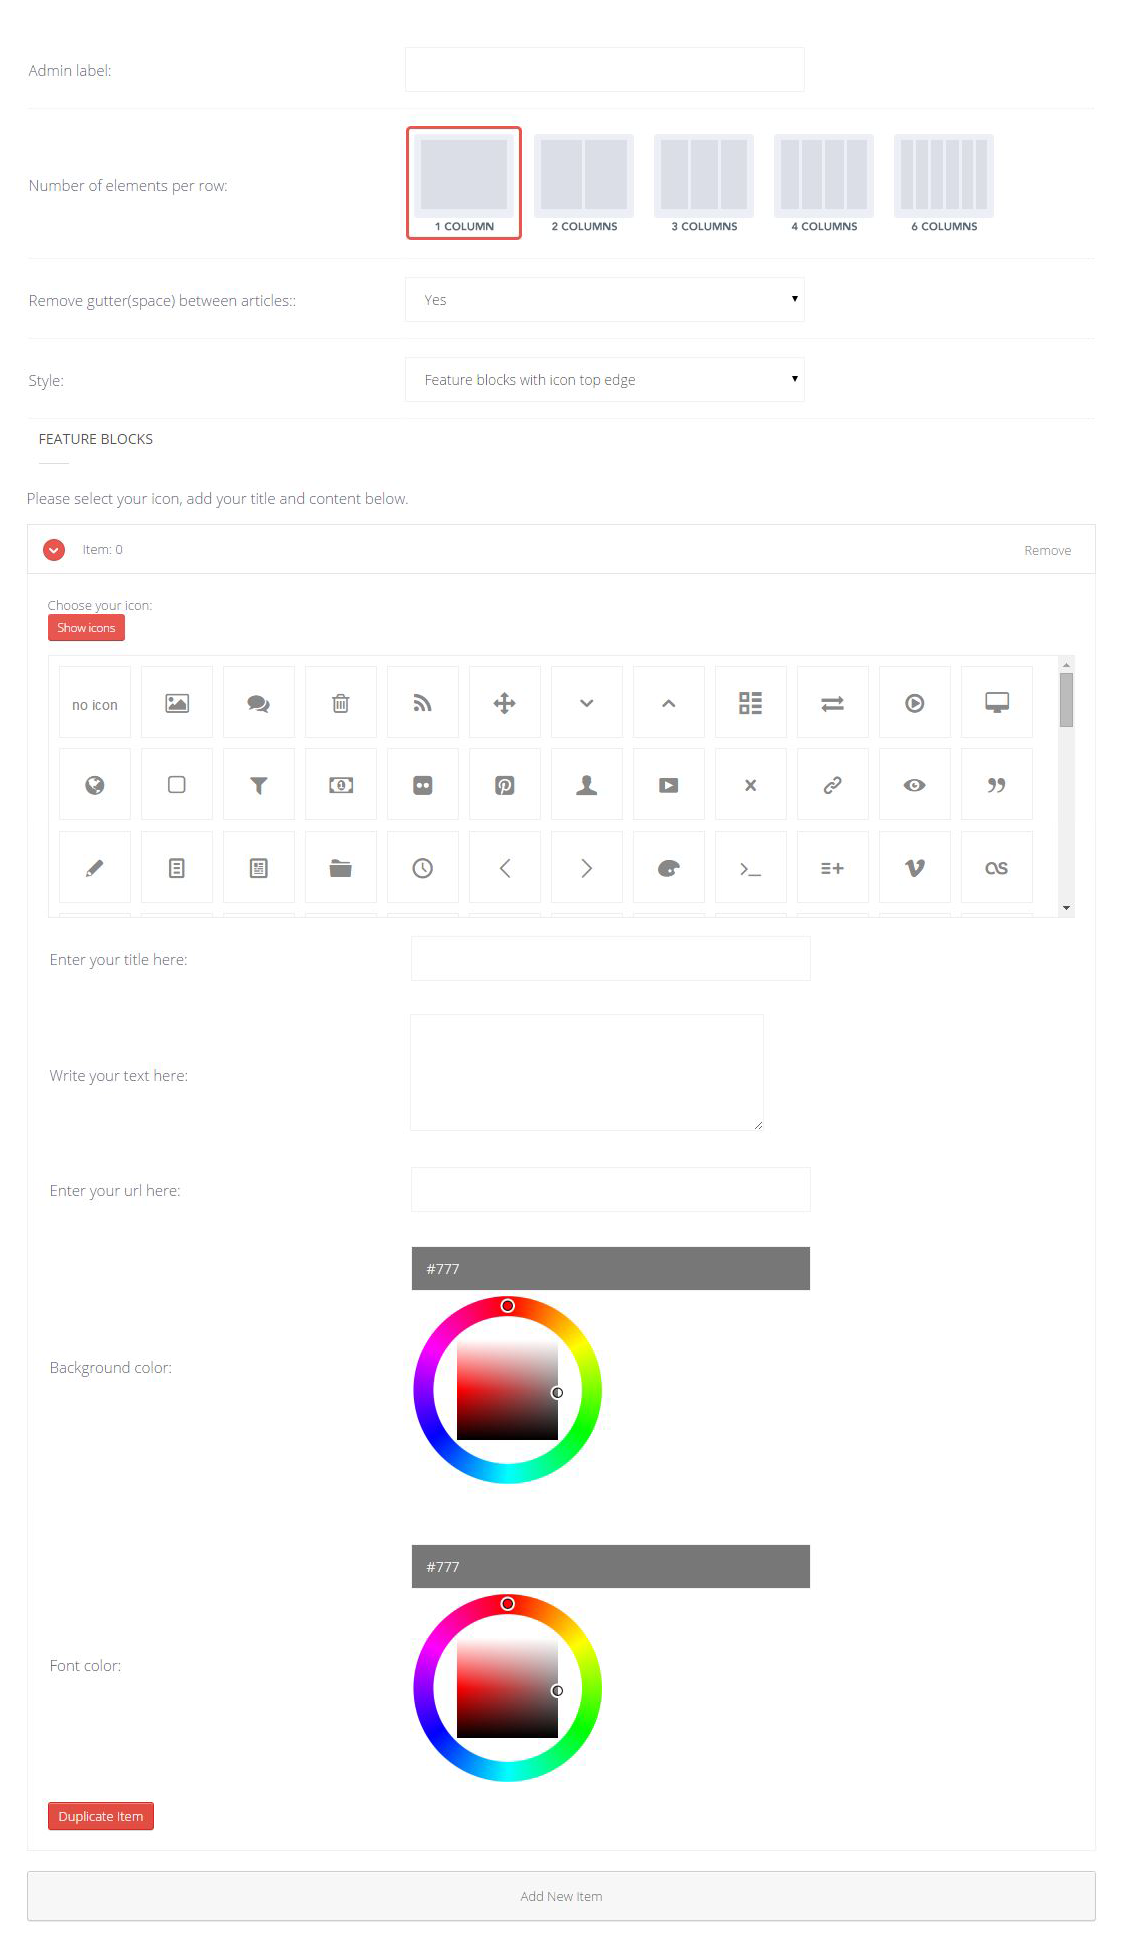 Admin label:
Number of elements per row:
1 COLUMN 2 COLUMNS 3 COLUMNS 4 COLUMNS 6 COLUMNS
Remove gutter(space) between articles:: Yes
Style: Feature blocks with icon top edge
FEATURE BLOCKS
Please select your icon, add your title and content below.
Item: 0 Remove
Choose your icon:
Show icons
no icon
Enter your title here:
Write your text here:
Enter your url here:
#777
Background color:
#777
Font color:
Duplicate Item
Add New Item